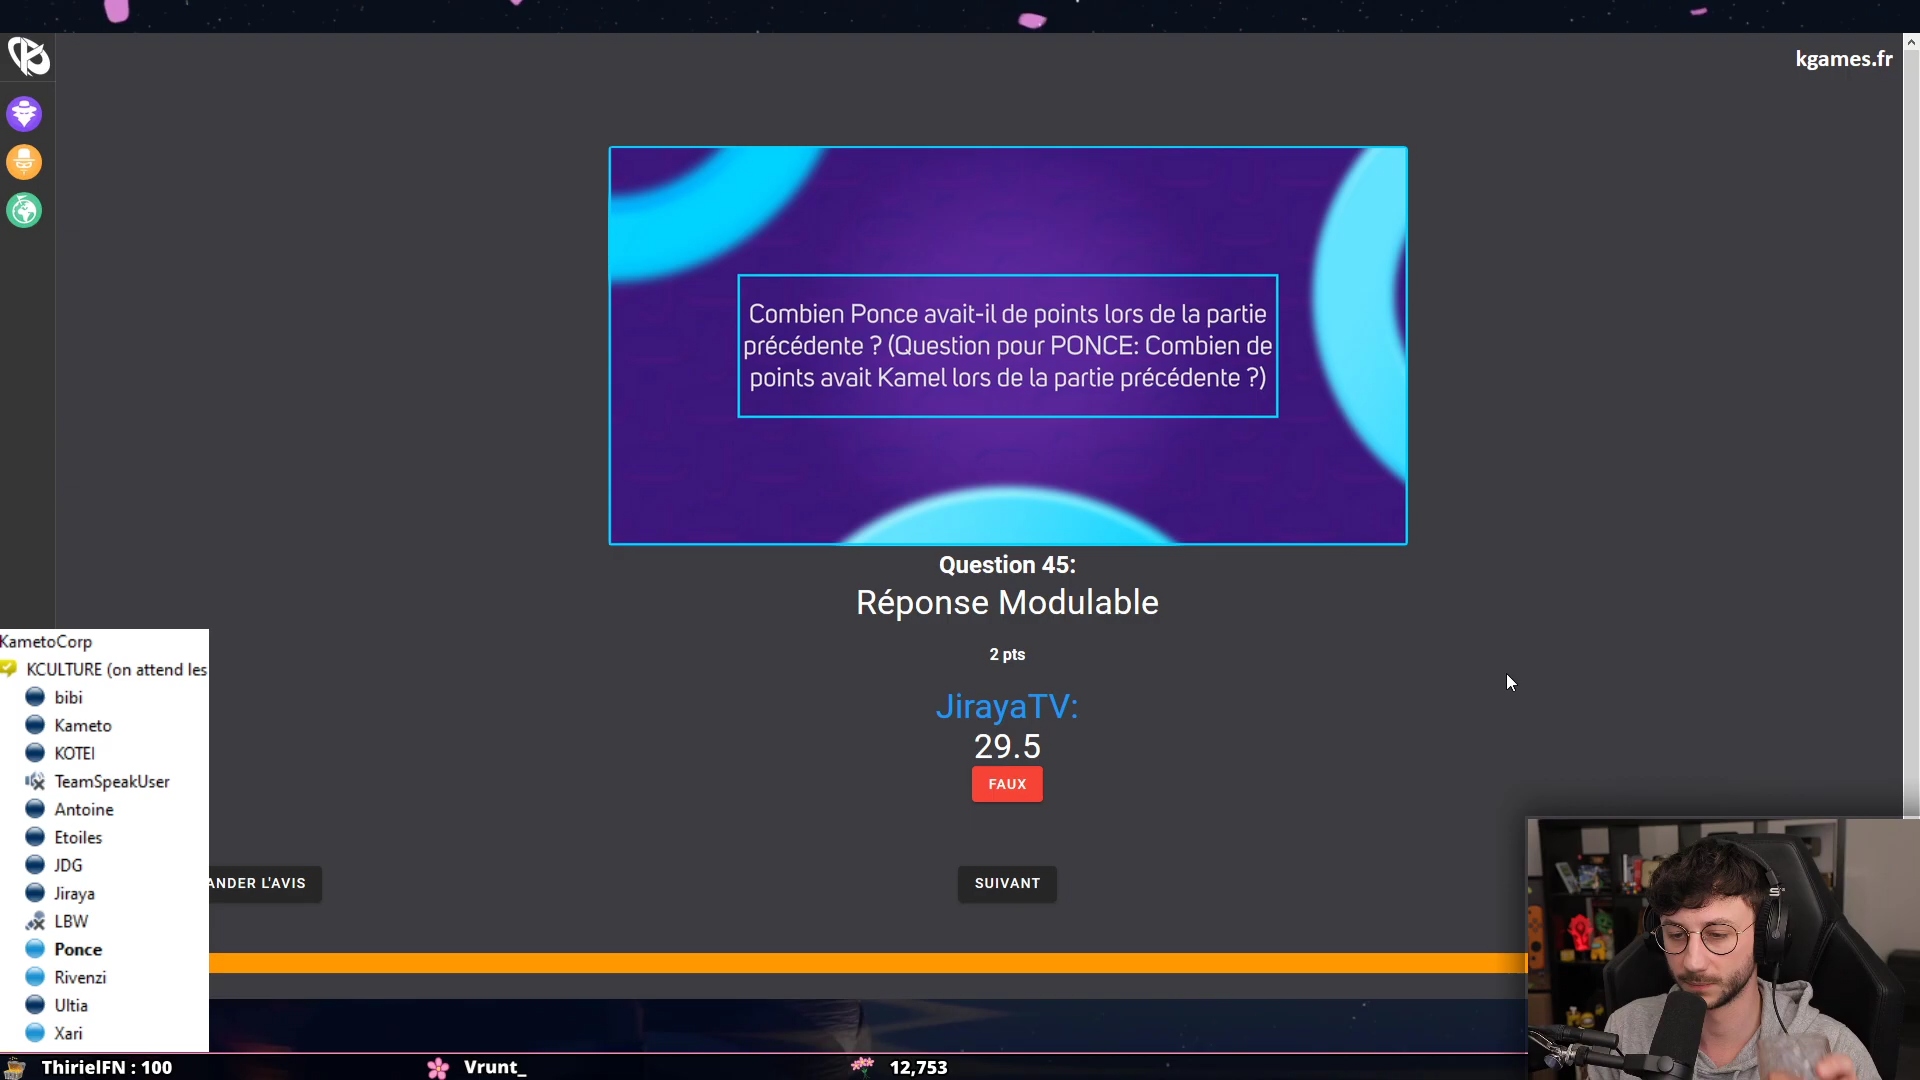 kgames.fr
Combien Ponce avait-il de points lors de la partie
précédente ? (Question pour PONCE: Combien de
points avait Kamel lors de la partie précédente ?)
Question 45:
Réponse Modulable
2 pts
JirayaTV:
29.5
FAUX
ANDER L'AVIS
SUIVANT
KametoCorp
KCULTURE (on attend les
bibi
Kameto
KOTEI
TeamSpeakUser
Antoine
Etoiles
JDG
Jiraya
LBW
Ponce
Rivenzi
Ultia
Xari
ThirielFN : 100
Vrunt_
12,753